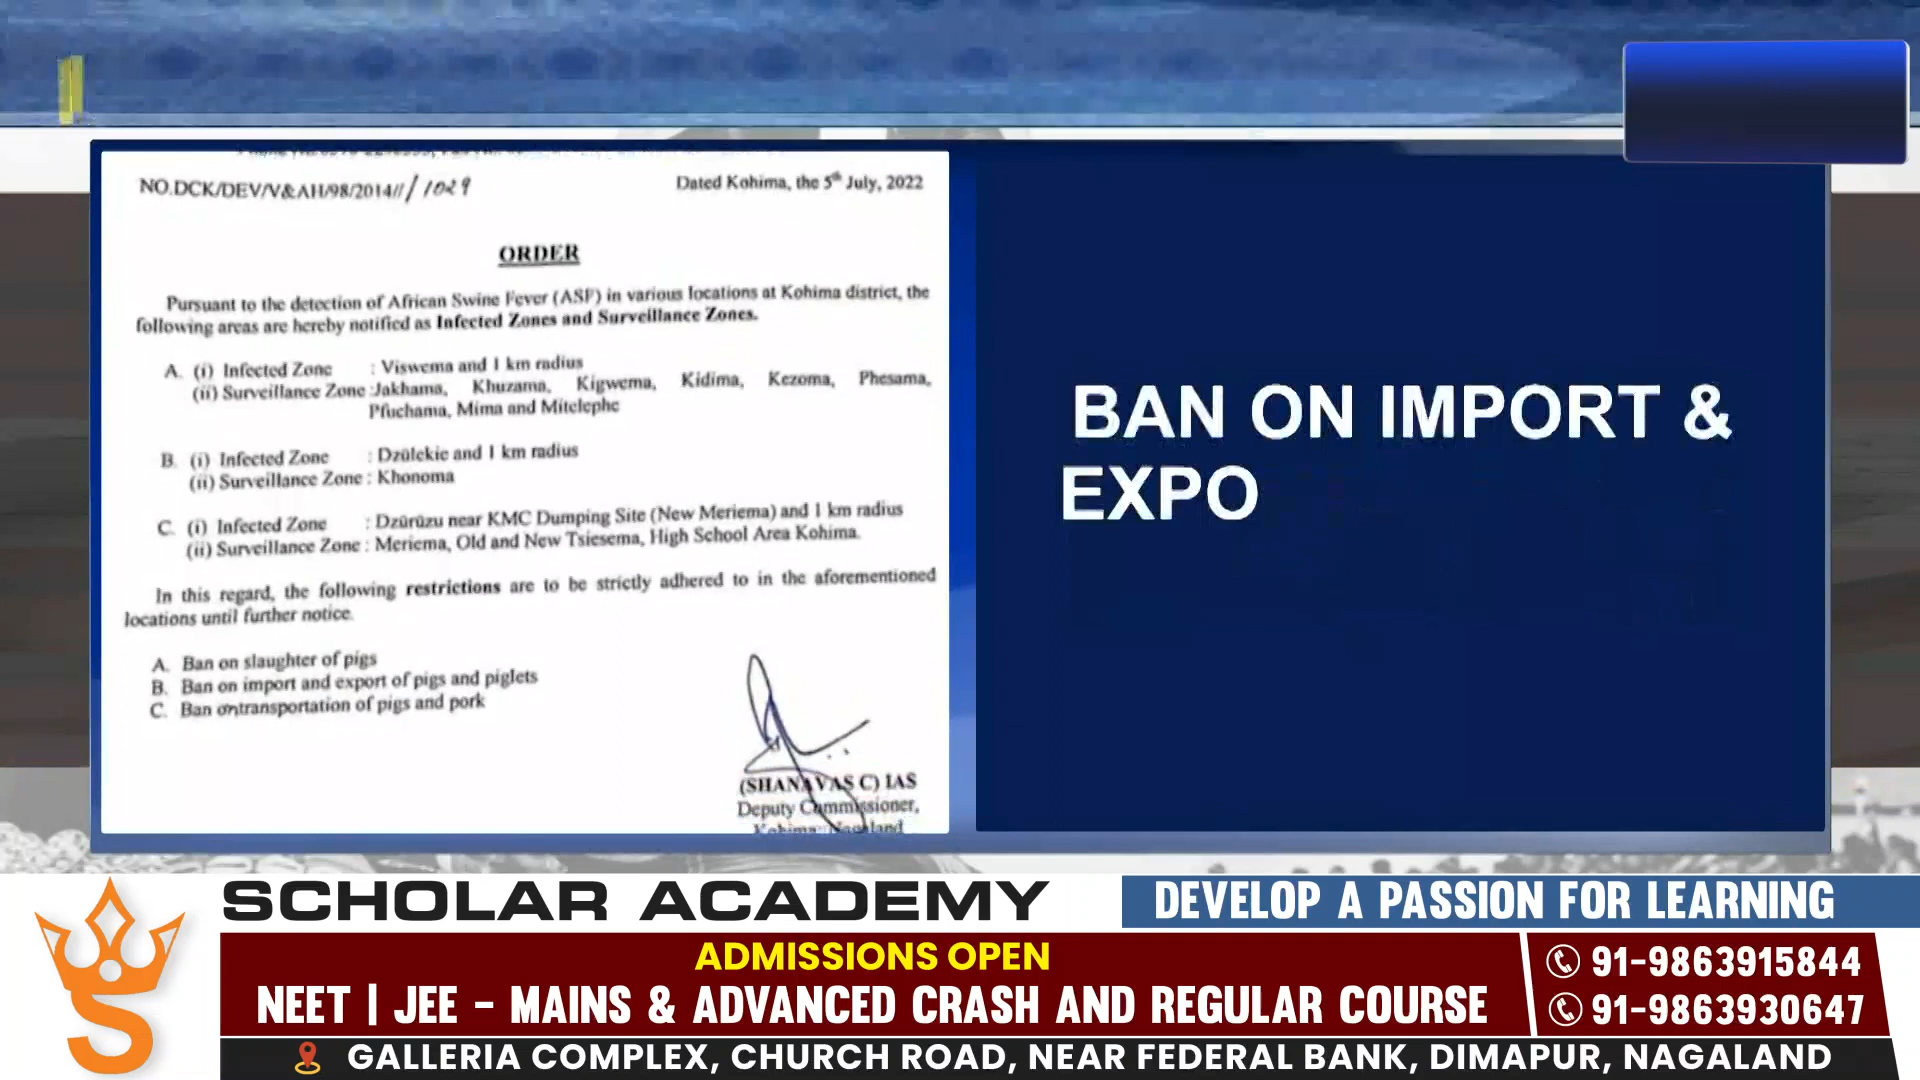 NO.DCK/DEV/V&AH/98/2014// /1029
Dated Kohima, the 5th July, 2022
ORDER
Pursuant to the detection of African Swine Fever (ASF) in various locations at Kohima district, the
following areas are hereby notified as Infected Zones and Surveillance Zones.
A. (i) Infected Zone : Viswema and 1 km radius
(ii) Surveillance Zone :Jakhama, Khuzama, Kigwema, Kidima, Kezoma, Phesama,
Pfuchama, Mima and Mitelephe
B. (i) Infected Zone : Dzülekie and 1 km radius
(ii) Surveillance Zone : Khonoma
C. (i) Infected Zone : Dzürüzu near KMC Dumping Site (New Meriema) and 1 km radius
(ii) Surveillance Zone : Meriema, Old and New Tsiesema, High School Area Kohima.
In this regard, the following restrictions are to be strictly adhered to in the aforementioned
locations until further notice.
A. Ban on slaughter of pigs
B. Ban on import and export of pigs and piglets
C. Ban on transportation of pigs and pork
(SHANAVAS C) IAS
Deputy Commissioner,
Kohima: Nagaland
BAN ON IMPORT &
EXPO
SCHOLAR ACADEMY
DEVELOP A PASSION FOR LEARNING
ADMISSIONS OPEN
NEET | JEE - MAINS & ADVANCED CRASH AND REGULAR COURSE
91-9863915844
91-9863930647
GALLERIA COMPLEX, CHURCH ROAD, NEAR FEDERAL BANK, DIMAPUR, NAGALAND